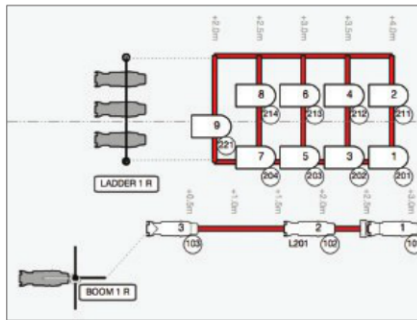 +2.0m +2.5m +3.0m +3.5m +4.0m
8 6 4 2
214 213 212 211
9
221
7 5 3 1
204 203 202 201
LADDER 1 R
+0.5m +1.0m +1.5m +2.0m +2.5m +3.0m
3 2 1
103 L201 102 10
BOOM 1 R